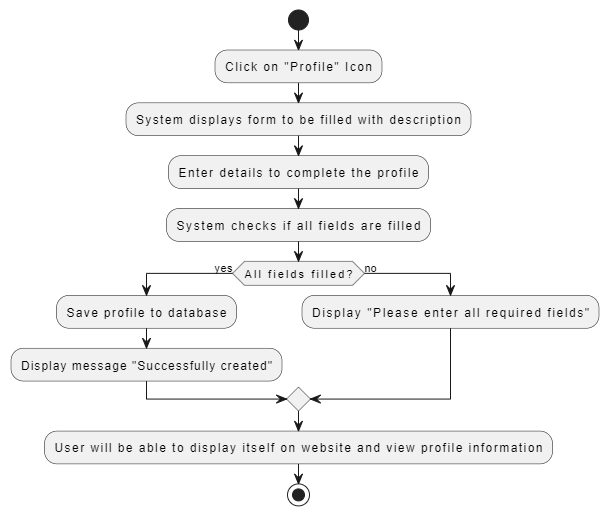 Click on "Profile" Icon
System displays form to be filled with description
Enter details to complete the profile
System checks if all fields are filled
yes
All fields filled?
no
Save profile to database
Display "Please enter all required fields"
Display message "Successfully created"
User will be able to display itself on website and view profile information